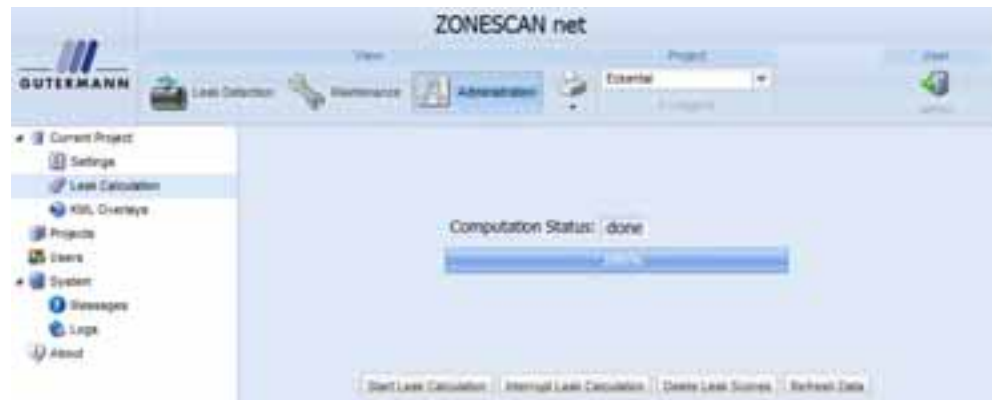 ZONESCAN net
GUTERMANN
View
Project
User
Leak Detection
Maintenance
Administration
Current Project
Settings
Leak Calculation
KML Overlays
Projects
Users
System
Messages
Logs
About
Computation Status: done
Start Leak Calculation
Interrupt Leak Calculation
Delete Leak Scores
Refresh Data